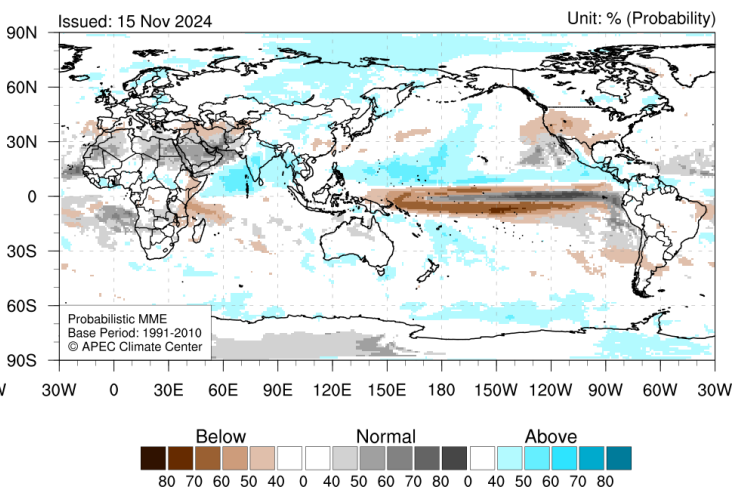 Issued: 15 Nov 2024
Unit: % (Probability)
90N
60N
30N
0
30S
60S
90S
Probabilistic MME
Base Period: 1991-2010
© APEC Climate Center
W 30W 0 30E 60E 90E 120E 150E 180 150W 120W 90W 60W 30W
Below Normal Above
80 70 60 50 40 0 40 50 60 70 80 0 40 50 60 70 80